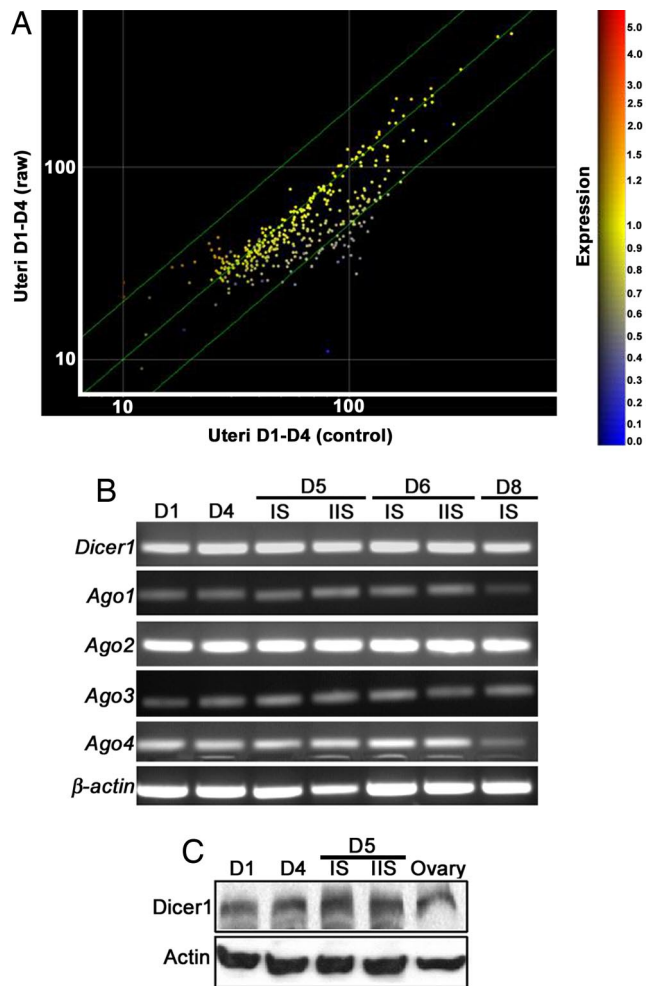 A
Uteri D1-D4 (raw)
100
10
10
100
Uteri D1-D4 (control)
Expression
5.0
3.0
2.5
2.0
1.5
1.2
1.0
0.9
0.8
0.7
0.6
0.5
0.4
0.3
0.2
0.1
0.0
B
D5
D6
D8
D1
D4
IS
IIS
IS
IIS
IS
Dicer1
Ago1
Ago2
Ago3
Ago4
β-actin
C
D5
D1
D4
IS
IIS
Ovary
Dicer1
Actin